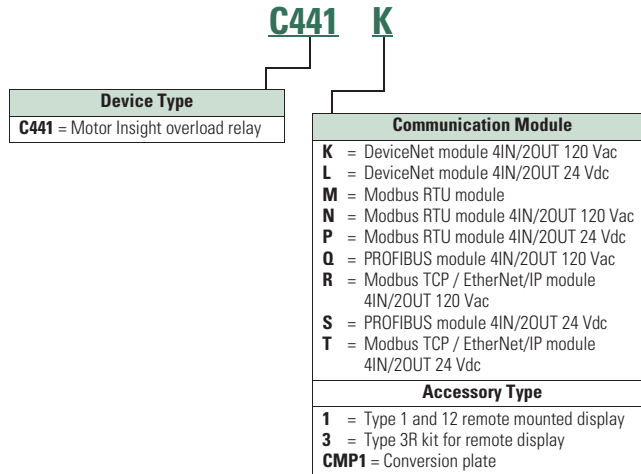 C441 K
Device Type
C441 = Motor Insight overload relay
Communication Module
K = DeviceNet module 4IN/2OUT 120 Vac
L = DeviceNet module 4IN/2OUT 24 Vdc
M = Modbus RTU module
N = Modbus RTU module 4IN/2OUT 120 Vac
P = Modbus RTU module 4IN/2OUT 24 Vdc
Q = PROFIBUS module 4IN/2OUT 120 Vac
R = Modbus TCP / EtherNet/IP module
4IN/2OUT 120 Vac
S = PROFIBUS module 4IN/2OUT 24 Vdc
T = Modbus TCP / EtherNet/IP module
4IN/2OUT 24 Vdc
Accessory Type
1 = Type 1 and 12 remote mounted display
3 = Type 3R kit for remote display
CMP1 = Conversion plate